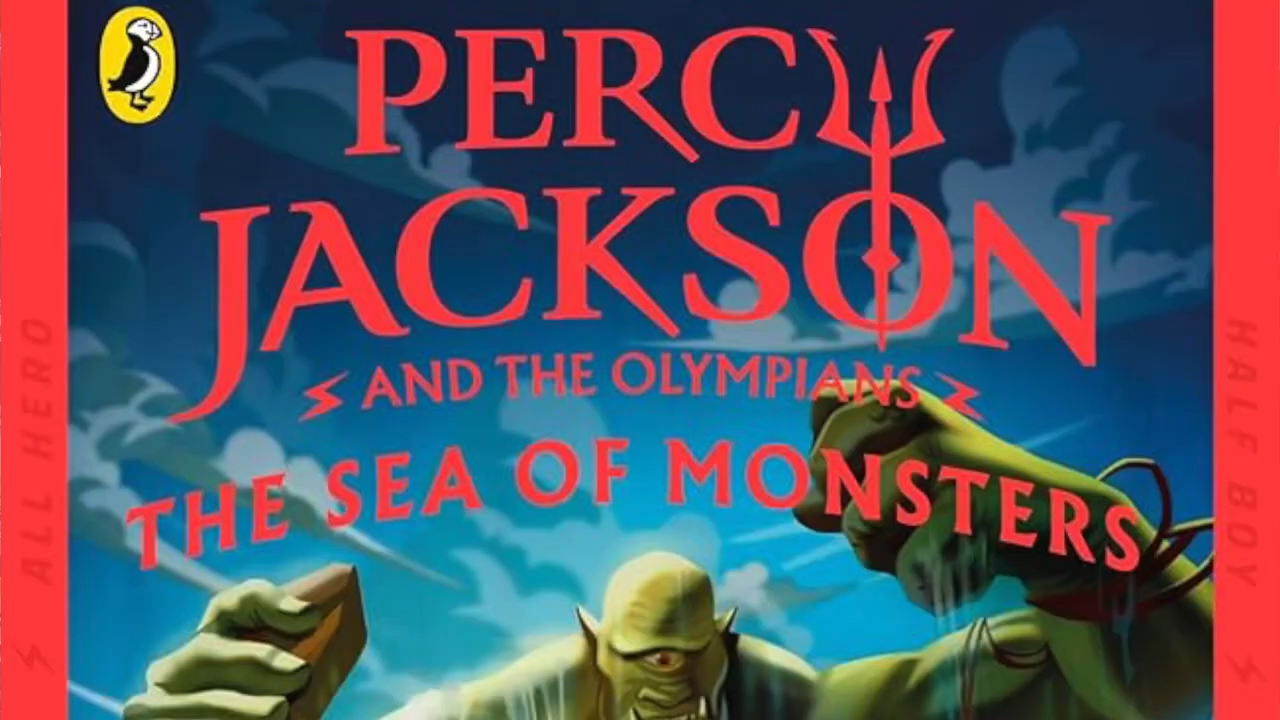 PERCY
JACKSON
AND THE OLYMPIANS
THE SEA OF MONSTERS
ALL HERO
HALF BOY